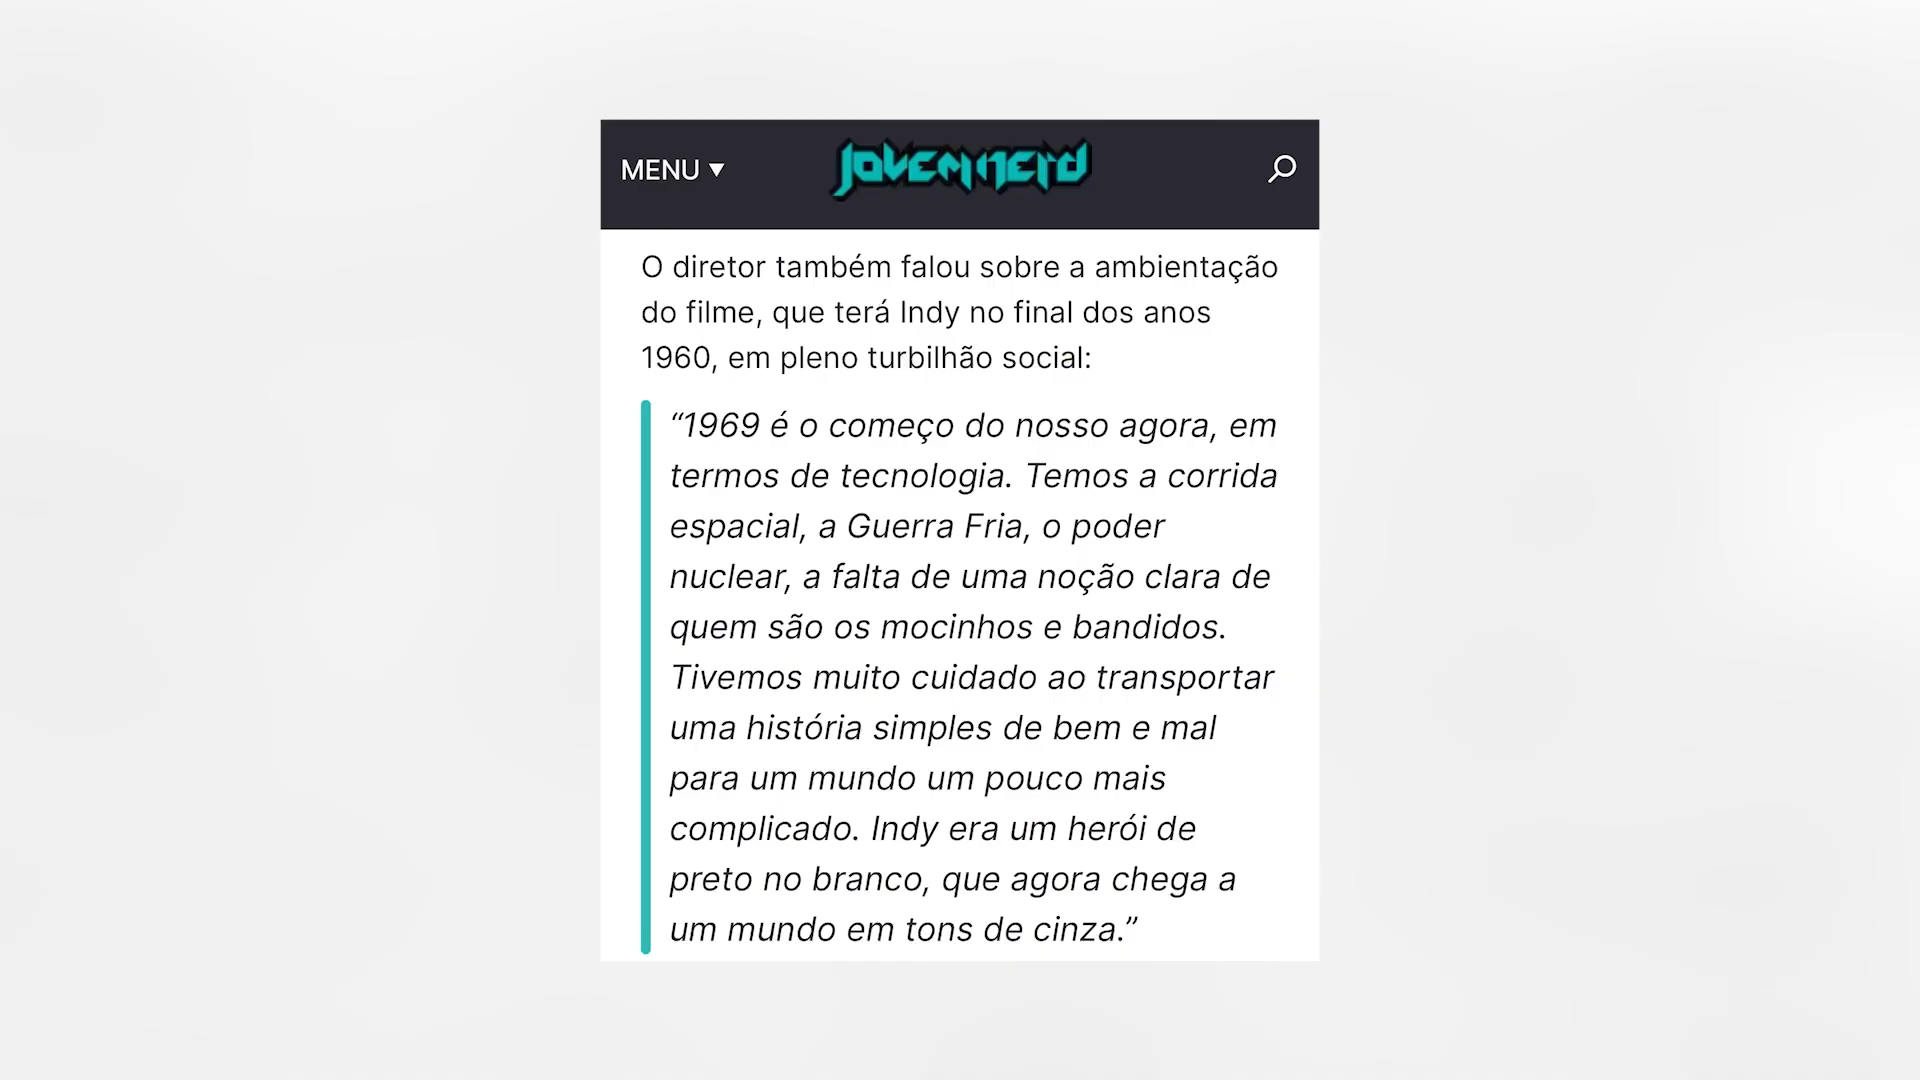 MENU ▼
JOVEM NERD
O diretor também falou sobre a ambientação
do filme, que terá Indy no final dos anos
1960, em pleno turbilhão social:
“1969 é o começo do nosso agora, em
termos de tecnologia. Temos a corrida
espacial, a Guerra Fria, o poder
nuclear, a falta de uma noção clara de
quem são os mocinhos e bandidos.
Tivemos muito cuidado ao transportar
uma história simples de bem e mal
para um mundo um pouco mais
complicado. Indy era um herói de
preto no branco, que agora chega a
um mundo em tons de cinza.”